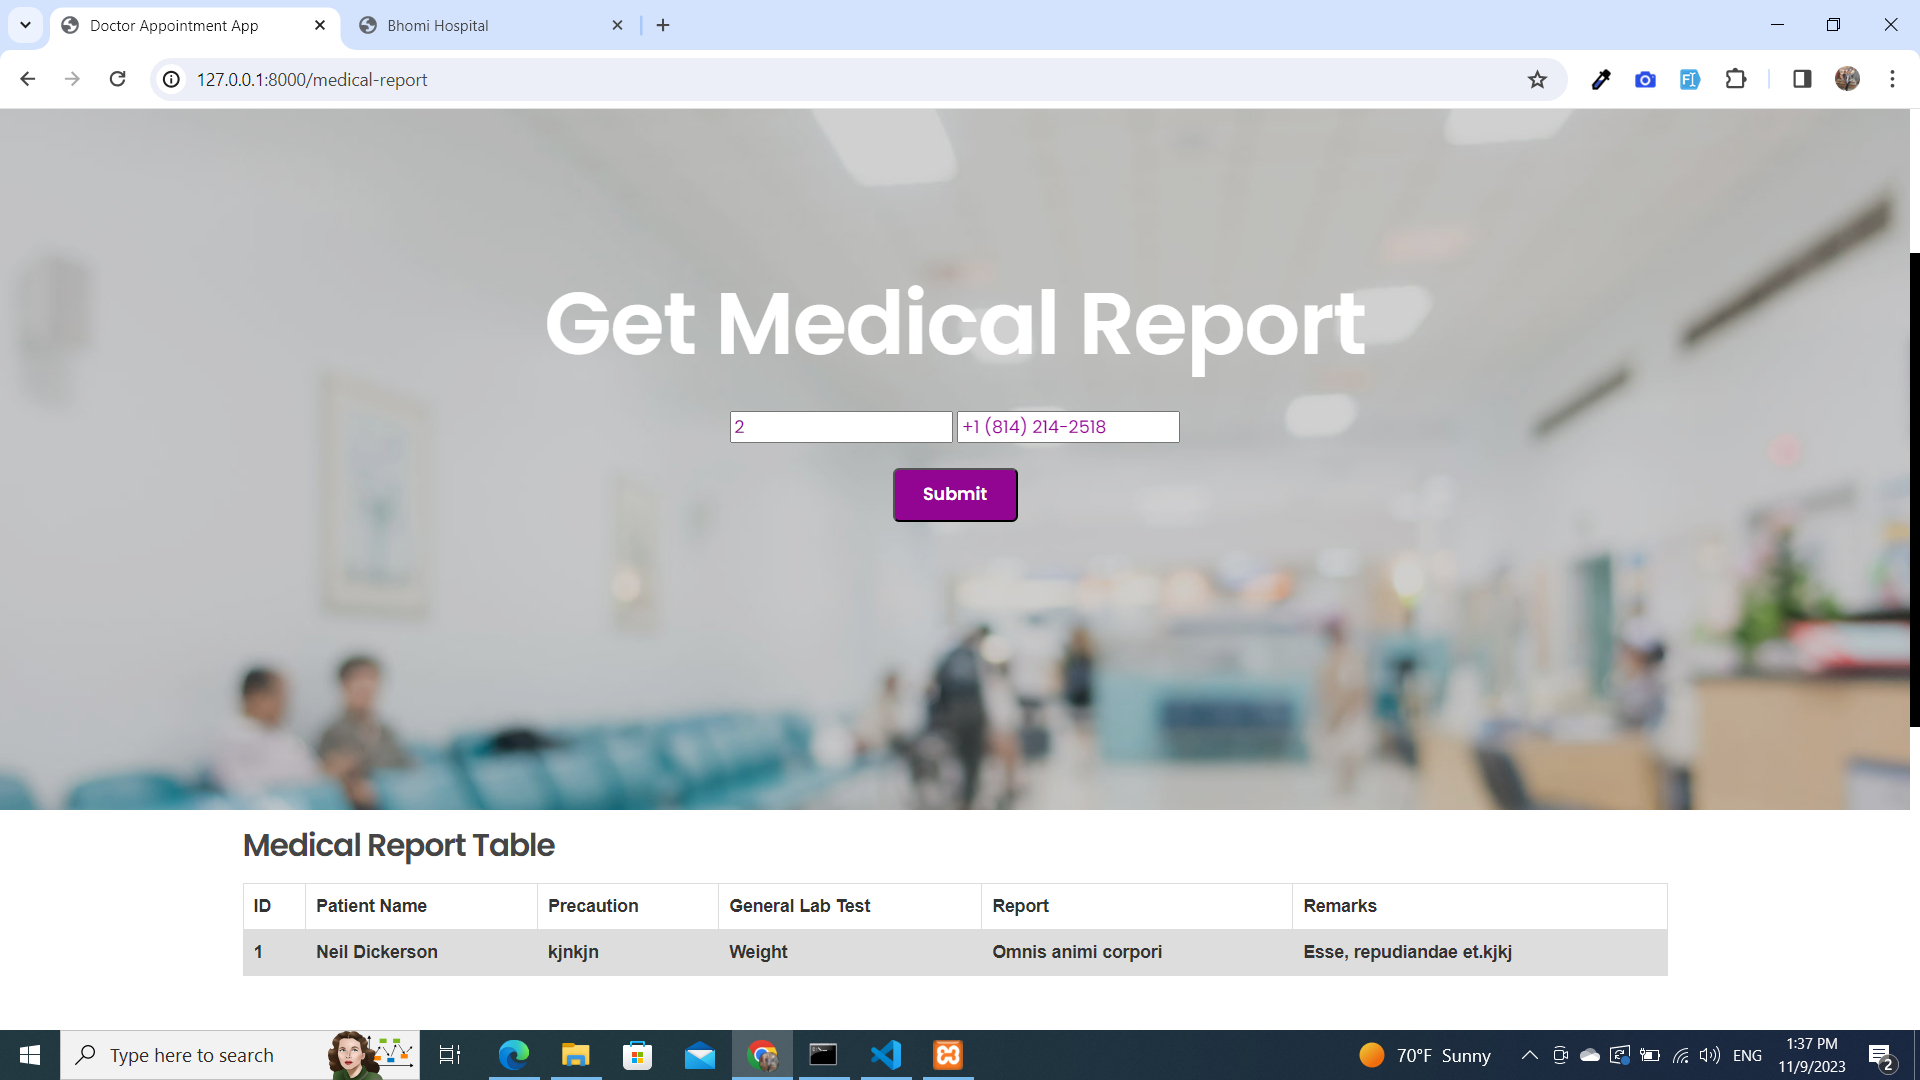 Doctor Appointment App
Bhomi Hospital
127.0.0.1:8000/medical-report
Get Medical Report
2 +1 (814) 214-2518
Submit
Medical Report Table
ID Patient Name Precaution General Lab Test Report Remarks
1 Neil Dickerson kjnkjn Weight Omnis animi corpori Esse, repudiandae et.kjkj
Type here to search
70°F Sunny
ENG
1:37 PM
11/9/2023
2